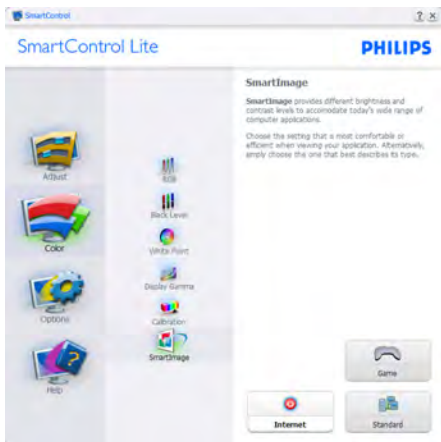 SmartControl
? ×
SmartControl Lite
PHILIPS
SmartImage
SmartImage provides different brightness and
contrast levels to accomodate today's wide range of
computer applications.
Choose the setting that is most comfortable or
efficient when viewing your application. Alternatively,
simply choose the one that best describes its type.
Adjust
Color
Options
Help
RGB
Black Level
White Point
Display Gamma
Calibration
SmartImage
Game
Internet
Standard